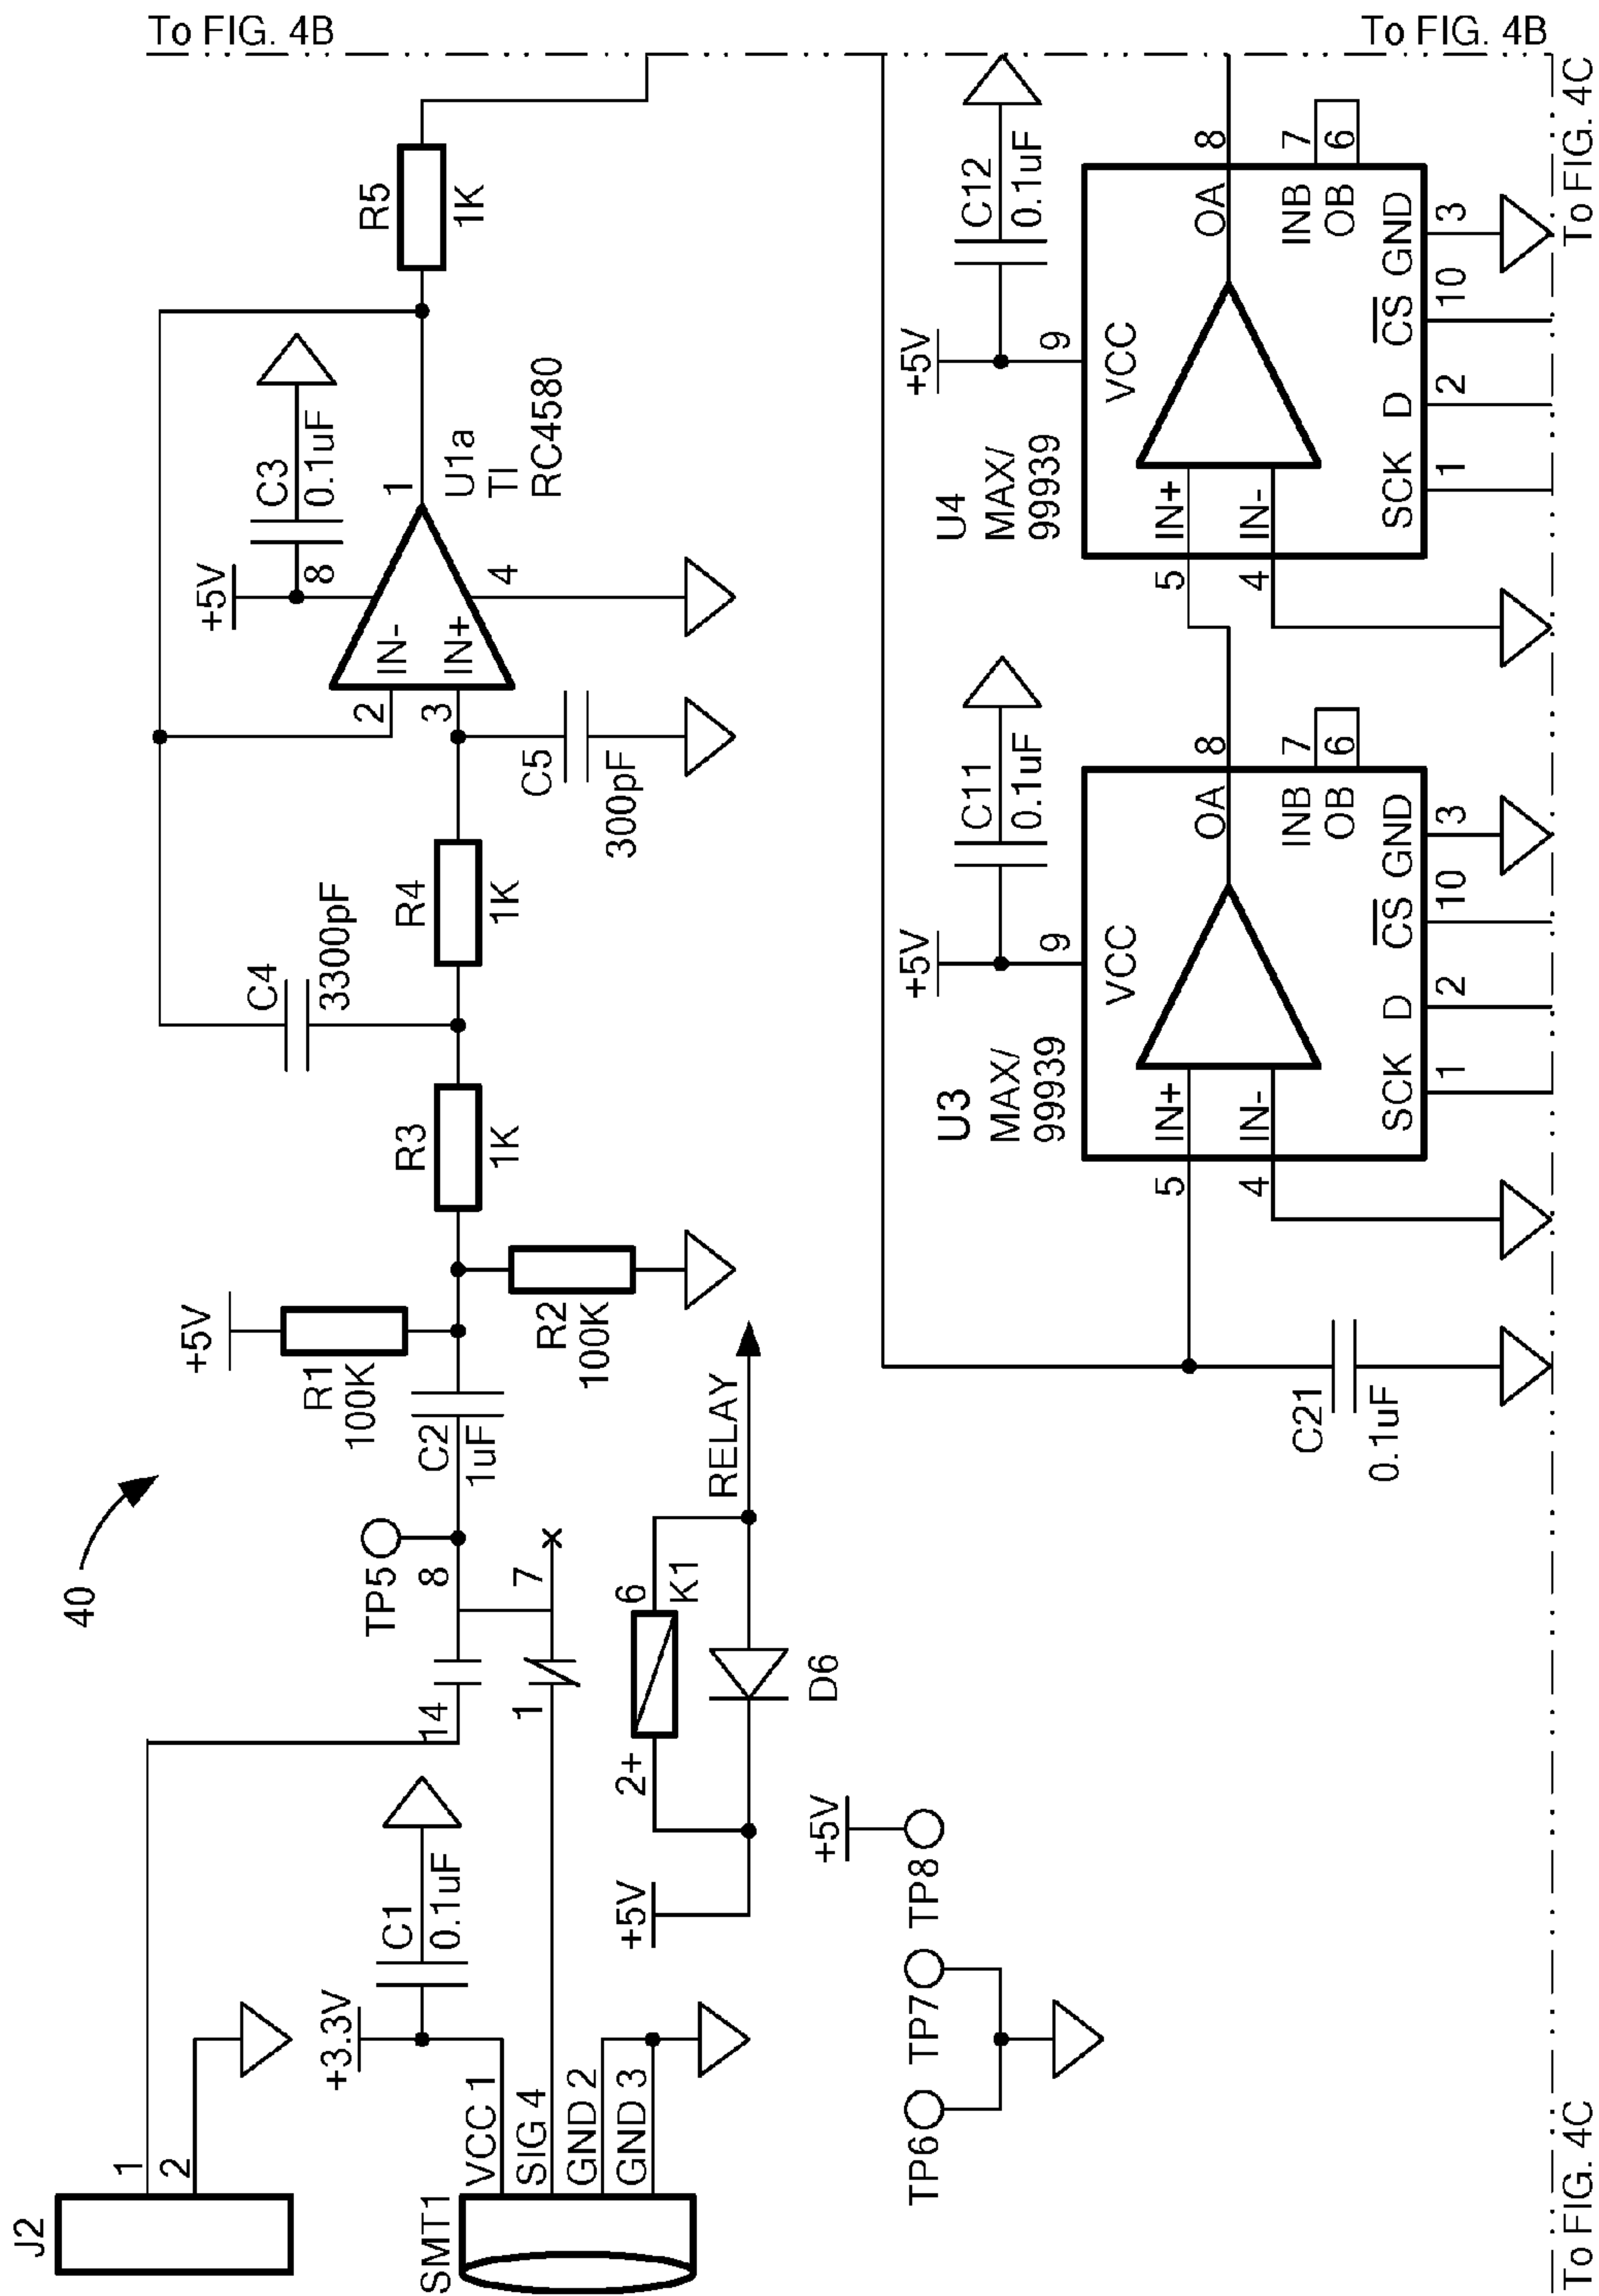 To FIG. 4B
To FIG. 4B
40
J2
1
2
SMT1
VCC 1
SIG 4
GND 2
GND 3
+3.3V
C1
0.1uF
14
8
1
7
TP5
C2
1uF
+5V
R1
100K
R2
100K
R3
1K
C4
3300pF
R4
1K
C5
300pF
2
3
IN-
IN+
+5V
8
C3
0.1uF
4
1
U1a
TI
RC4580
R5
1K
+5V
2+
6
K1
D6
RELAY
TP6
TP7
TP8
+5V
C21
0.1uF
U3
MAX/
99939
+5V
9
C11
0.1uF
VCC
5
IN+
4
IN-
OA
8
INB
7
OB
6
SCK
1
D
2
CS
10
GND
3
U4
MAX/
99939
+5V
9
C12
0.1uF
VCC
5
IN+
4
IN-
OA
8
INB
7
OB
6
SCK
1
D
2
CS
10
GND
3
To FIG. 4C
To FIG. 4C